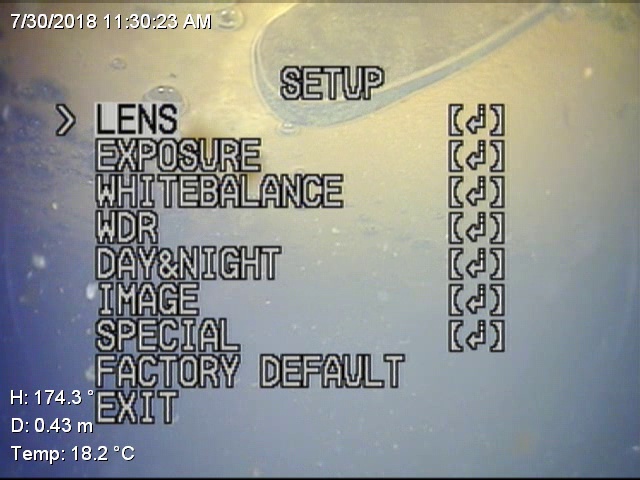 7/30/2018 11:30:23 AM
SETUP
> LENS [↲]
EXPOSURE [↲]
WHITEBALANCE [↲]
WDR [↲]
DAY&NIGHT [↲]
IMAGE [↲]
SPECIAL [↲]
FACTORY DEFAULT
H: 174.3 °
EXIT
D: 0.43 m
Temp: 18.2 °C